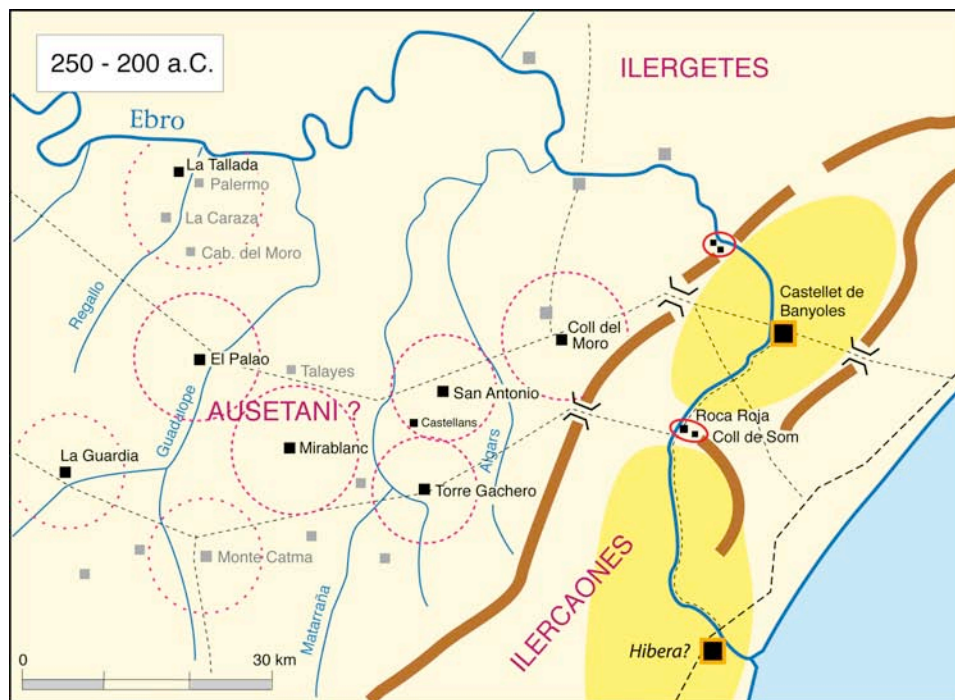 250 - 200 a.C.
ILERGETES
Ebro
La Tallada
Palermo
La Caraza
Cab. del Moro
Regallo
Castellet de
Banyoles
Coll del
Moro
El Palao
Talayes
San Antonio
AUSETANI ?
Castellans
Roca Roja
Coll de Som
Guadalope
Mirablanc
Algars
La Guardia
Torre Gachero
Monte Catma
Matarraña
ILERCAONES
Hibera?
0
30 km